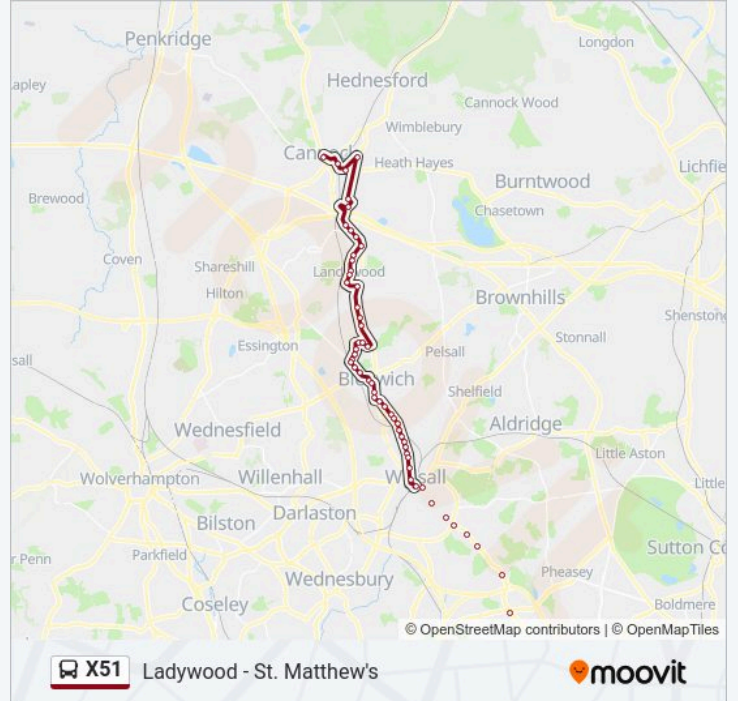 Penkridge
Longdon
apley
Hednesford
Cannock Wood
Wimblebury
Heath Hayes
Lichfie
Burntwood
Brewood
Chasetown
Coven
Shareshill
Hilton
Brownhills
Shenstone
Essington
Stonnall
sall
Pelsall
Shelfield
Wednesfield
Aldridge
Little Aston
Wolverhampton
Willenhall
Walsall
Little
Darlaston
Bilston
r Penn
Parkfield
Sutton Co
Wednesbury
Pheasey
Coseley
Boldmere
© OpenStreetMap contributors | © OpenMapTiles
X51 Ladywood - St. Matthew's
moovit